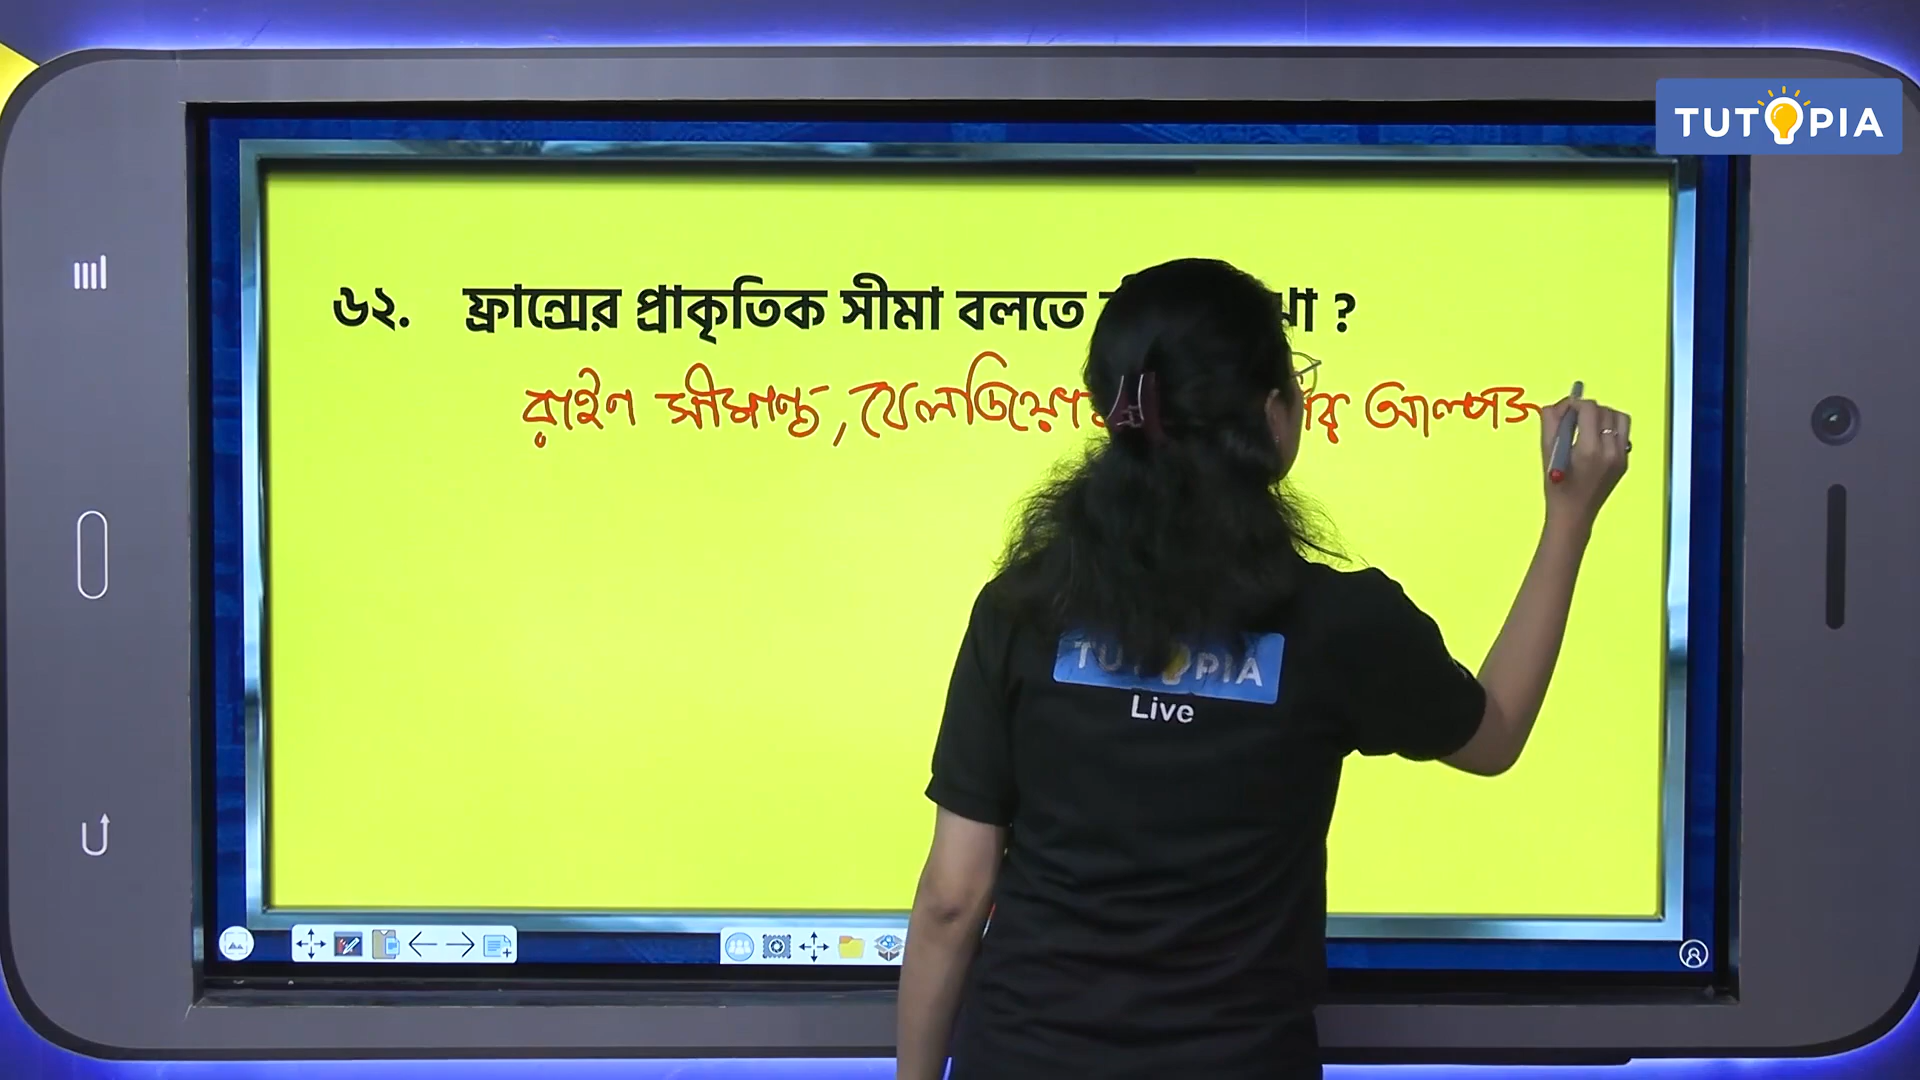 TUTOPIA
৬২. ফ্রান্সের প্রাকৃতিক সীমা বলতে ?
রাইন সীমান্ত, বেলজিয়াম আল্পস
TUTOPIA
Live